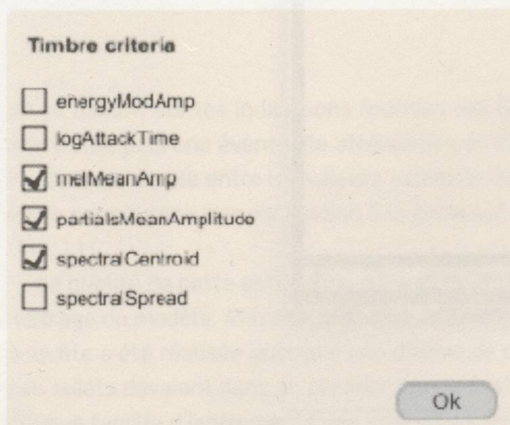 Timbre criteria
energyModAmp
logAttackTime
melMeanAmp
partialsMeanAmplitude
spectralCentroid
spectralSpread
Ok